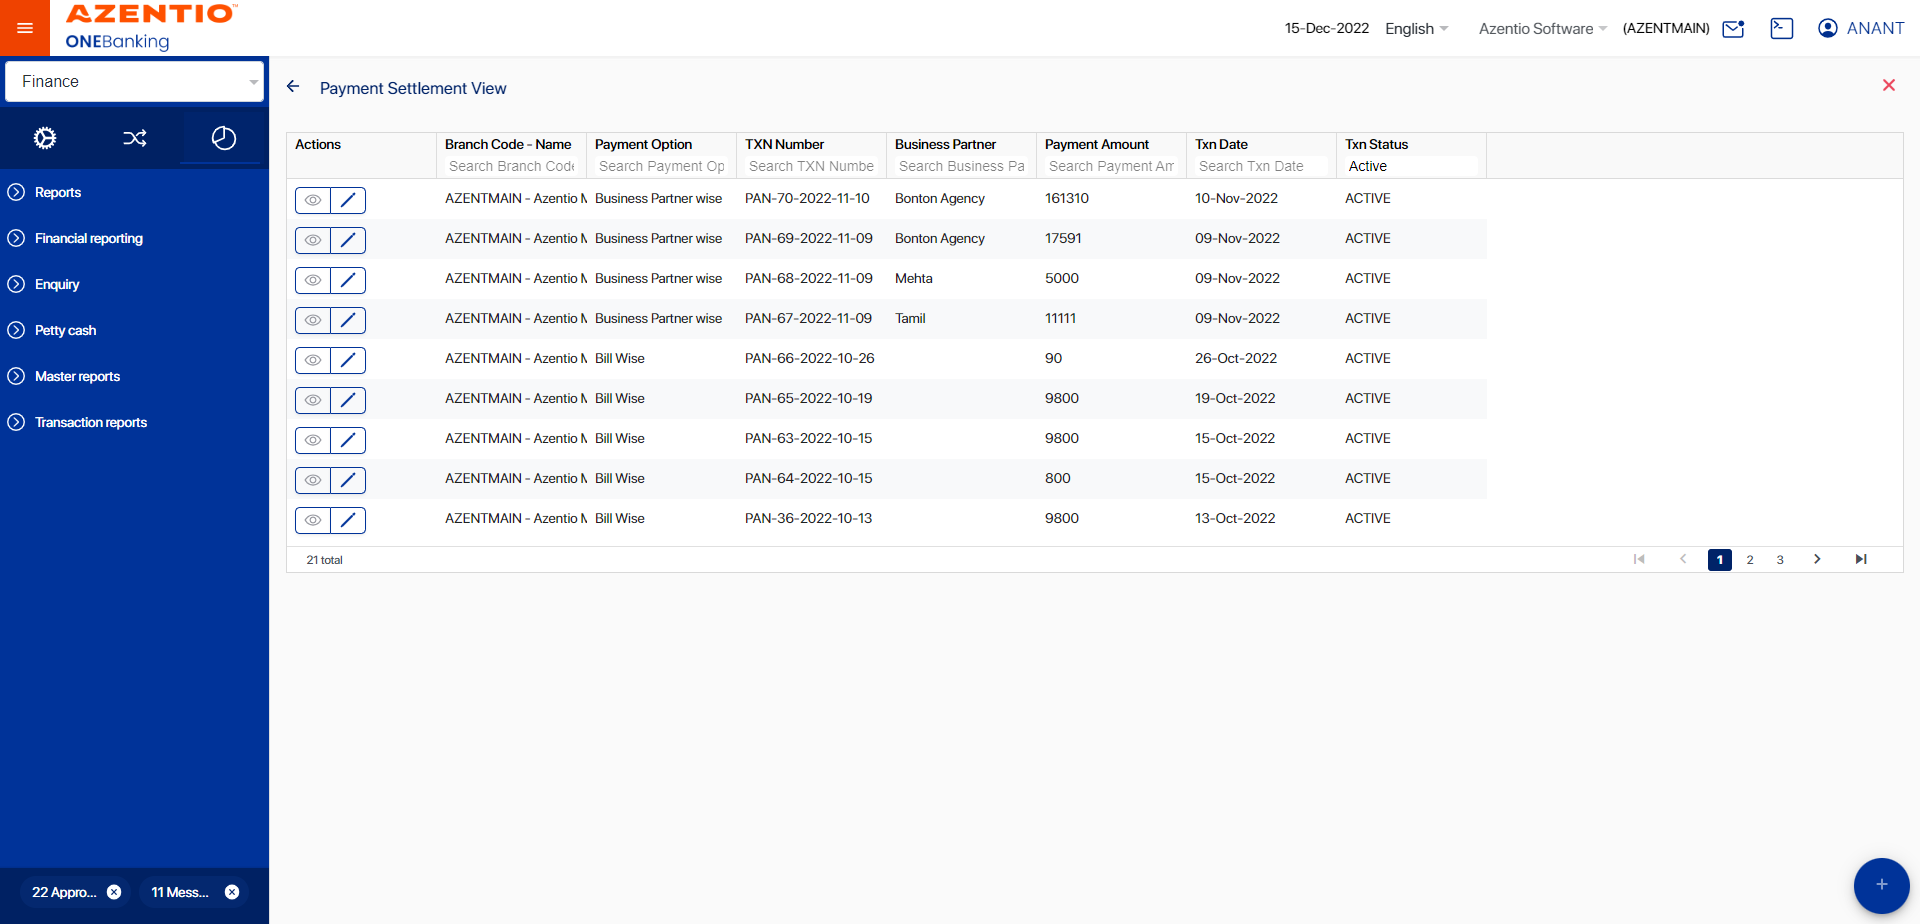 AZENTIO™
ONEBanking
15-Dec-2022 English Azentio Software (AZENTMAIN) ANANT
Finance
Reports
Financial reporting
Enquiry
Petty cash
Master reports
Transaction reports
22 Appro...
11 Mess...
Payment Settlement View
Actions Branch Code - Name Payment Option TXN Number Business Partner Payment Amount Txn Date Txn Status
Search Branch Code Search Payment Op Search TXN Numbe Search Business Pa Search Payment Am Search Txn Date Active
AZENTMAIN - Azentio M Business Partner wise PAN-70-2022-11-10 Bonton Agency 161310 10-Nov-2022 ACTIVE
AZENTMAIN - Azentio M Business Partner wise PAN-69-2022-11-09 Bonton Agency 17591 09-Nov-2022 ACTIVE
AZENTMAIN - Azentio M Business Partner wise PAN-68-2022-11-09 Mehta 5000 09-Nov-2022 ACTIVE
AZENTMAIN - Azentio M Business Partner wise PAN-67-2022-11-09 Tamil 11111 09-Nov-2022 ACTIVE
AZENTMAIN - Azentio M Bill Wise PAN-66-2022-10-26 90 26-Oct-2022 ACTIVE
AZENTMAIN - Azentio M Bill Wise PAN-65-2022-10-19 9800 19-Oct-2022 ACTIVE
AZENTMAIN - Azentio M Bill Wise PAN-63-2022-10-15 9800 15-Oct-2022 ACTIVE
AZENTMAIN - Azentio M Bill Wise PAN-64-2022-10-15 800 15-Oct-2022 ACTIVE
AZENTMAIN - Azentio M Bill Wise PAN-36-2022-10-13 9800 13-Oct-2022 ACTIVE
21 total 1 2 3